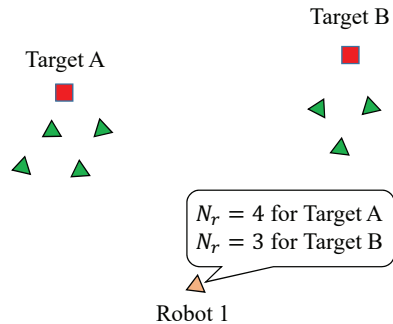 Target B
Target A
N_r = 4 for Target A
N_r = 3 for Target B
Robot 1